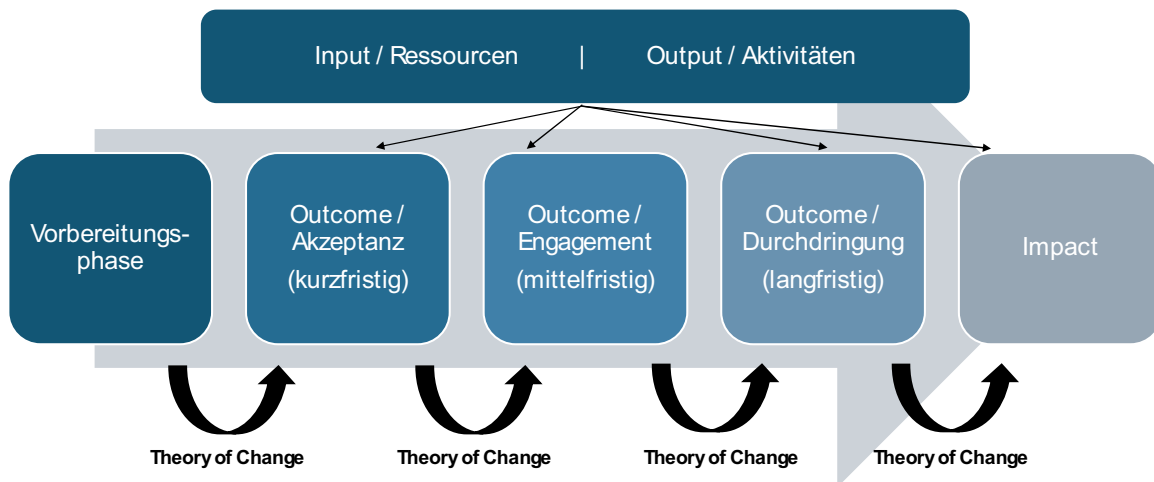 Input / Ressourcen | Output / Aktivitäten
Vorbereitungs-
phase
Outcome /
Akzeptanz
(kurzfristig)
Outcome /
Engagement
(mittelfristig)
Outcome /
Durchdringung
(langfristig)
Impact
Theory of Change
Theory of Change
Theory of Change
Theory of Change